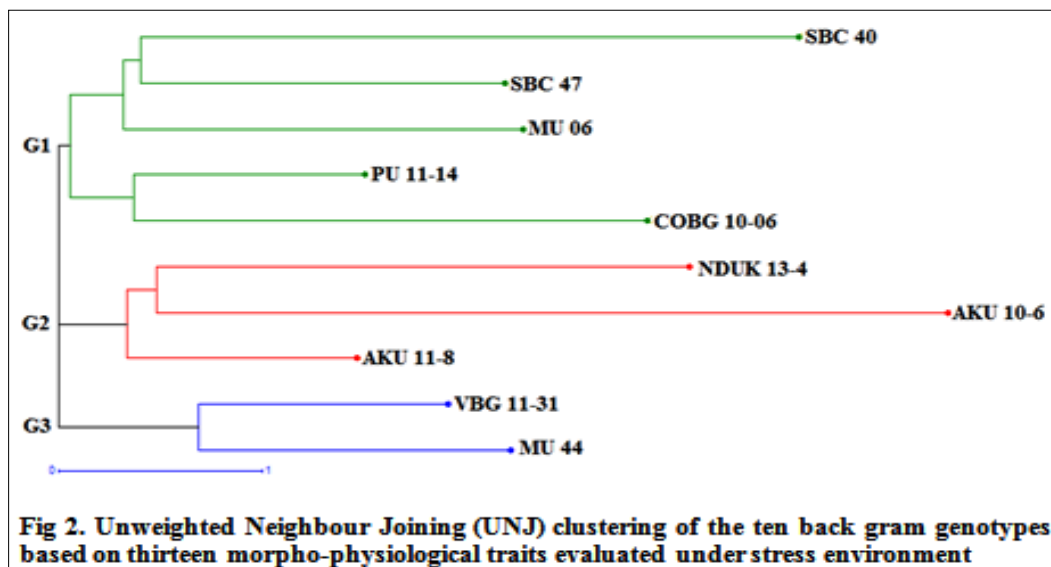 SBC 40
SBC 47
MU 06
G1
PU 11-14
COBG 10-06
NDUK 13-4
AKU 10-6
G2
AKU 11-8
VBG 11-31
G3
MU 44
0 1
Fig 2. Unweighted Neighbour Joining (UNJ) clustering of the ten back gram genotypes
based on thirteen morpho-physiological traits evaluated under stress environment